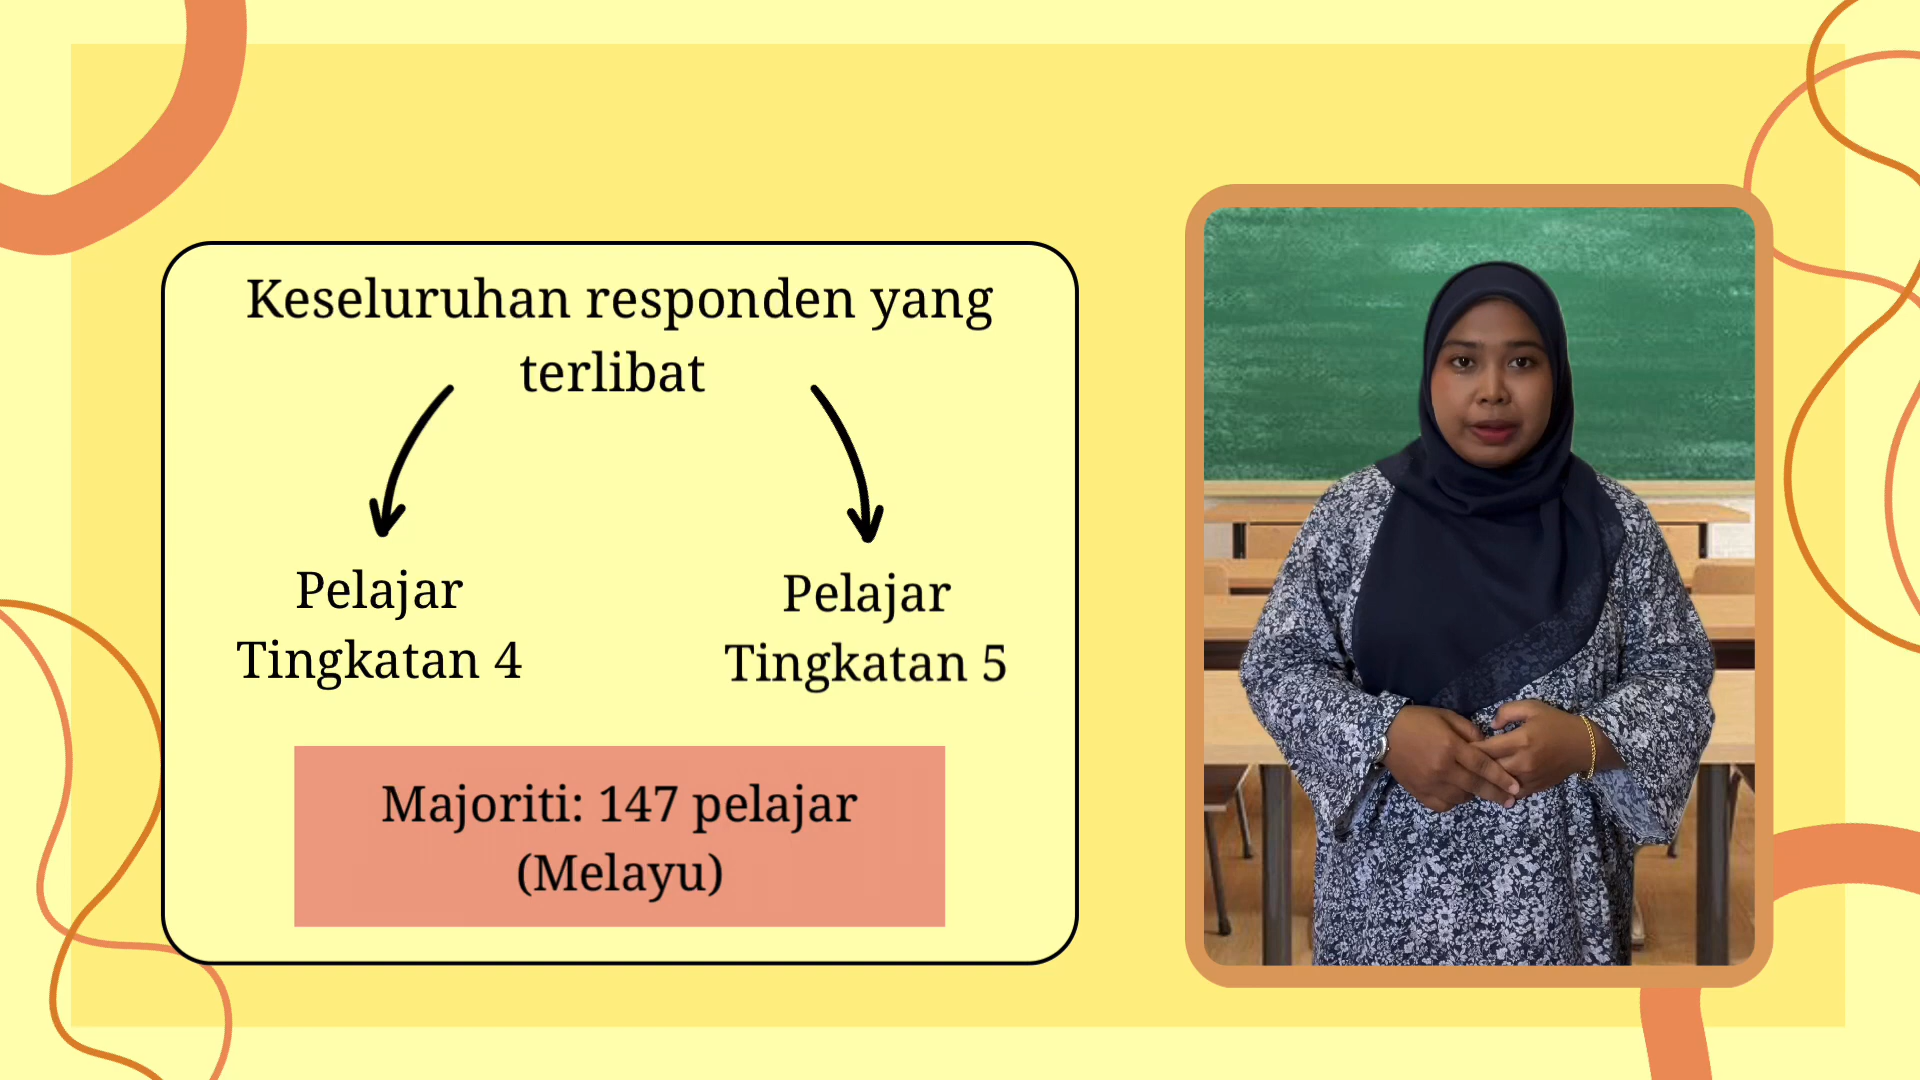 Keseluruhan responden yang
terlibat
Pelajar
Tingkatan 4
Pelajar
Tingkatan 5
Majoriti: 147 pelajar
(Melayu)